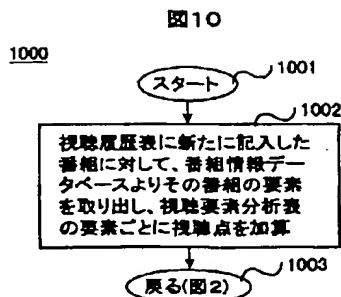 図10
1000
スタート
1001
1002
視聴履歴表に新たに記入した
番組に対して、番組情報デー
タベースよりその番組の要素
を取り出し、視聴要素分析表
の要素ごとに視聴点を加算
戻る(図2)
1003